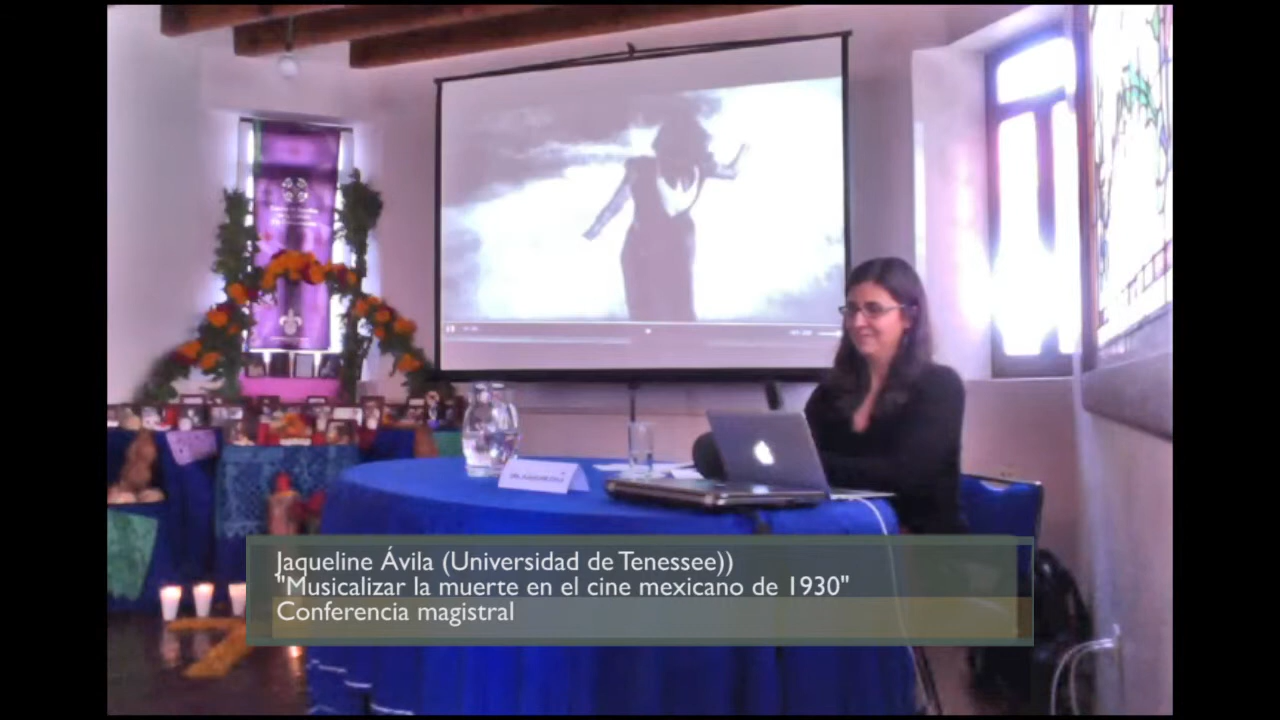 Jaqueline Ávila (Universidad de Tenessee))
"Musicalizar la muerte en el cine mexicano de 1930"
Conferencia magistral